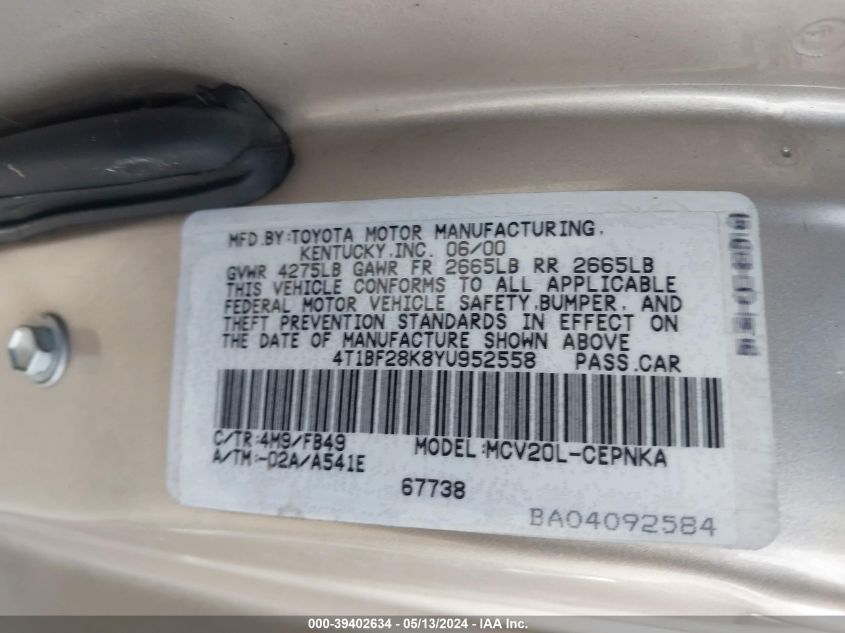 MFD.BY:TOYOTA MOTOR MANUFACTURING,
KENTUCKY,INC. 06/00
GVWR 4275LB GAWR FR 2665LB RR 2665LB
THIS VEHICLE CONFORMS TO ALL APPLICABLE
FEDERAL MOTOR VEHICLE SAFETY,BUMPER, AND
THEFT PREVENTION STANDARDS IN EFFECT ON
THE DATE OF MANUFACTURE SHOWN ABOVE
4T1BF28K8YU952558 PASS.CAR
C/TR:4M9/FB49 MODEL:MCV20L-CEPNKA
A/TM:-02A/A541E
67738
BA04092584
000-39402634 - 05/13/2024 - IAA Inc.